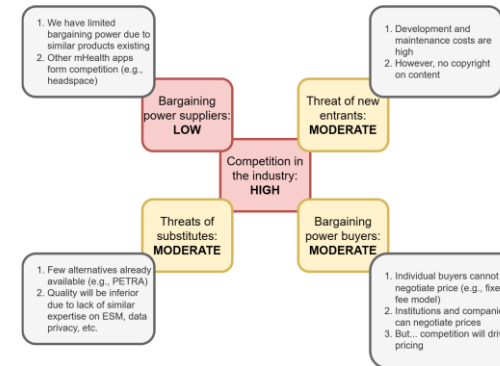 1. We have limited
bargaining power due to
similar products existing
2. Other mHealth apps
form competition (e.g.,
headspace)
1. Development and
maintenance costs are
high
2. However, no copyright
on content
Bargaining
power suppliers:
LOW
Threat of new
entrants:
MODERATE
Competition in
the industry:
HIGH
Threats of
substitutes:
MODERATE
Bargaining
power buyers:
MODERATE
1. Few alternatives already
available (e.g., PETRA)
2. Quality will be inferior
due to lack of similar
expertise on ESM, data
privacy, etc.
1. Individual buyers cannot
negotiate price (e.g., fixe
fee model)
2. Institutions and companie
can negotiate prices
3. But... competition will driv
pricing